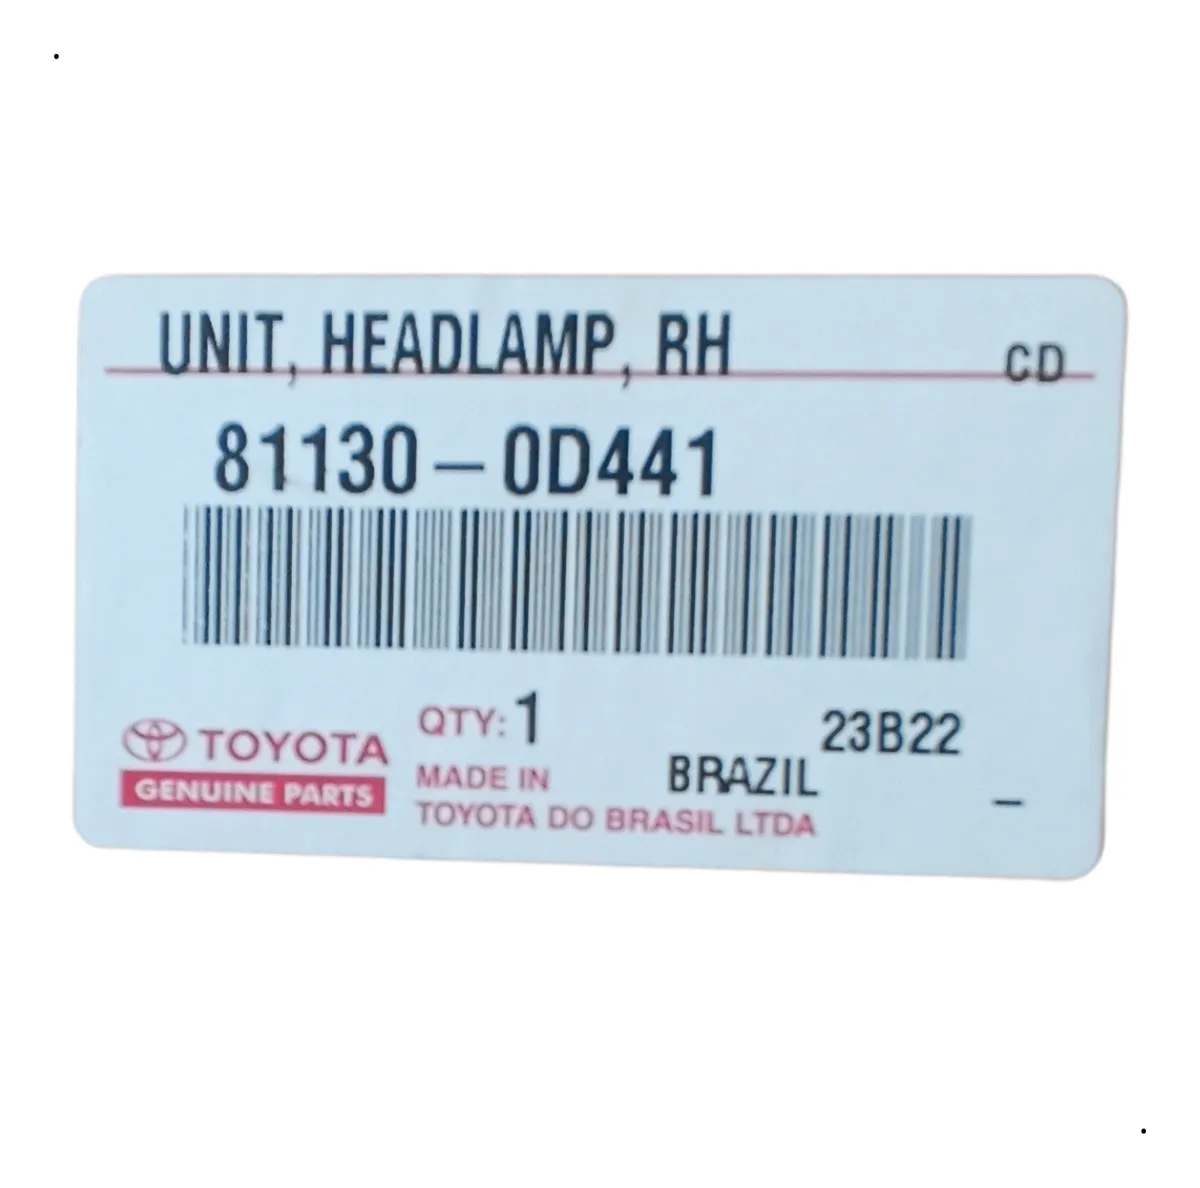 UNIT, HEADLAMP, RH CD
81130-0D441
QTY: 1 23B22
TOYOTA
GENUINE PARTS
MADE IN BRAZIL
TOYOTA DO BRASIL LTDA